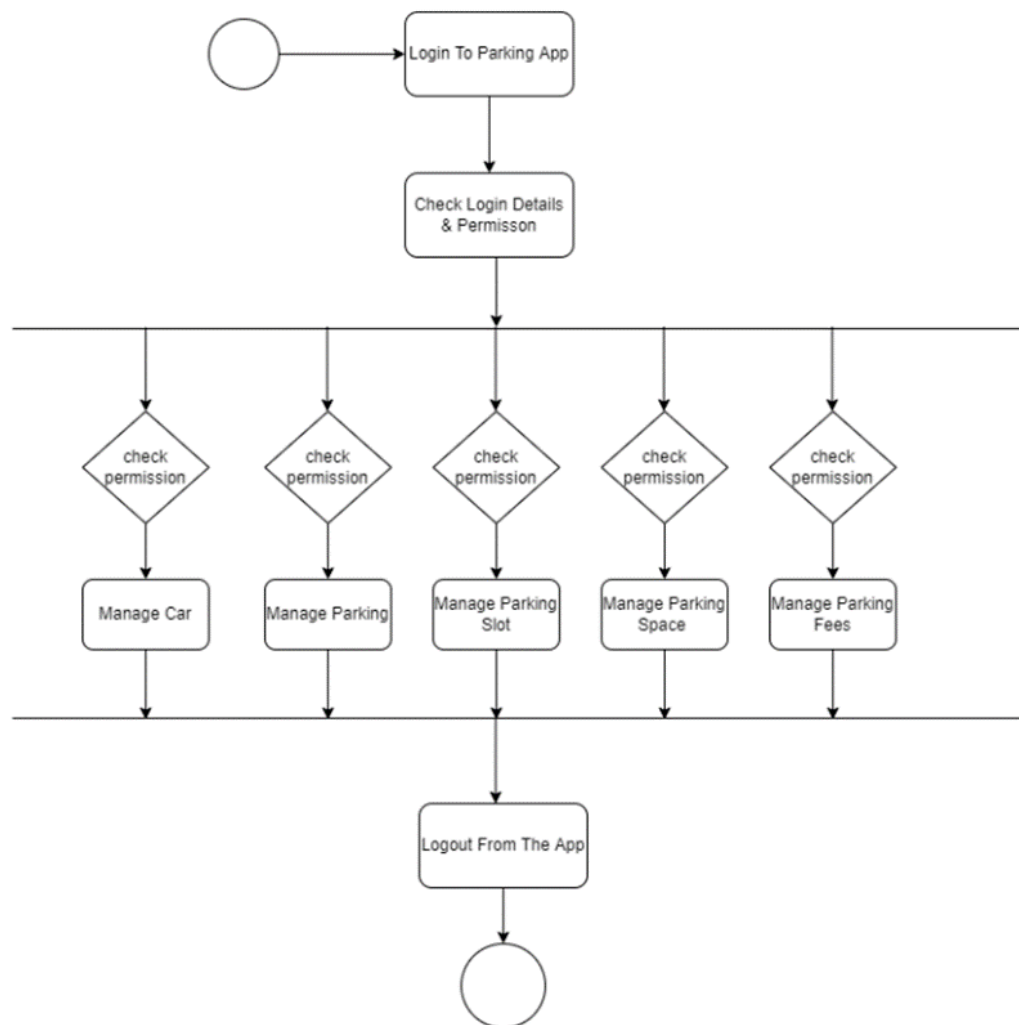 Login To Parking App
Check Login Details
& Permisson
check
permission
check
permission
check
permission
check
permission
check
permission
Manage Car
Manage Parking
Manage Parking
Slot
Manage Parking
Space
Manage Parking
Fees
Logout From The App